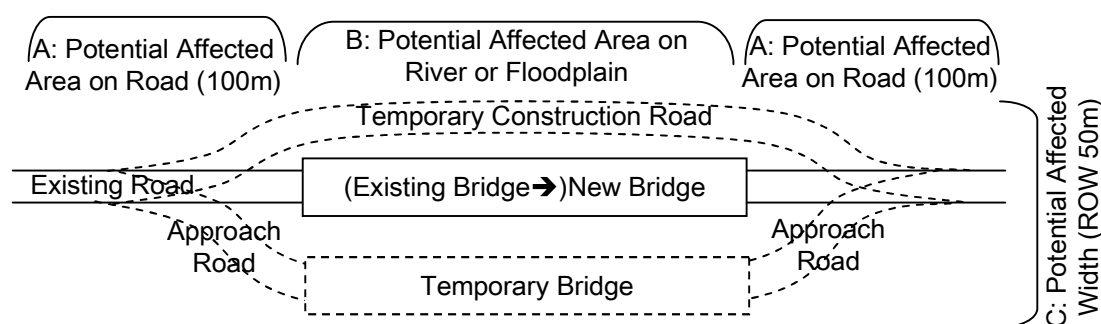 A: Potential Affected
Area on Road (100m)
B: Potential Affected Area on
River or Floodplain
A: Potential Affected
Area on Road (100m)
Temporary Construction Road
Existing Road
(Existing Bridge➔)New Bridge
Approach
Road
Approach
Road
Temporary Bridge
C: Potential Affected
Width (ROW 50m)